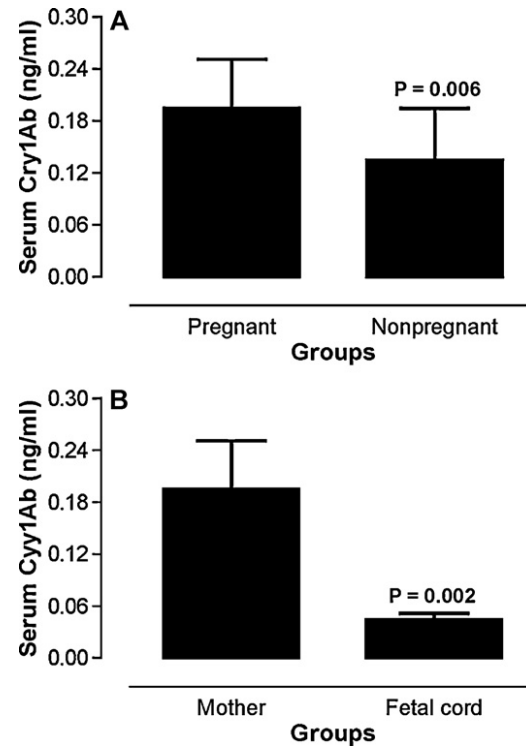 A
Serum Cry1Ab (ng/ml)
0.30
0.24
0.18
0.12
0.06
0.00
P = 0.006
Pregnant Nonpregnant
Groups
B
Serum Cyy1Ab (ng/ml)
0.30
0.24
0.18
0.12
0.06
0.00
P = 0.002
Mother Fetal cord
Groups